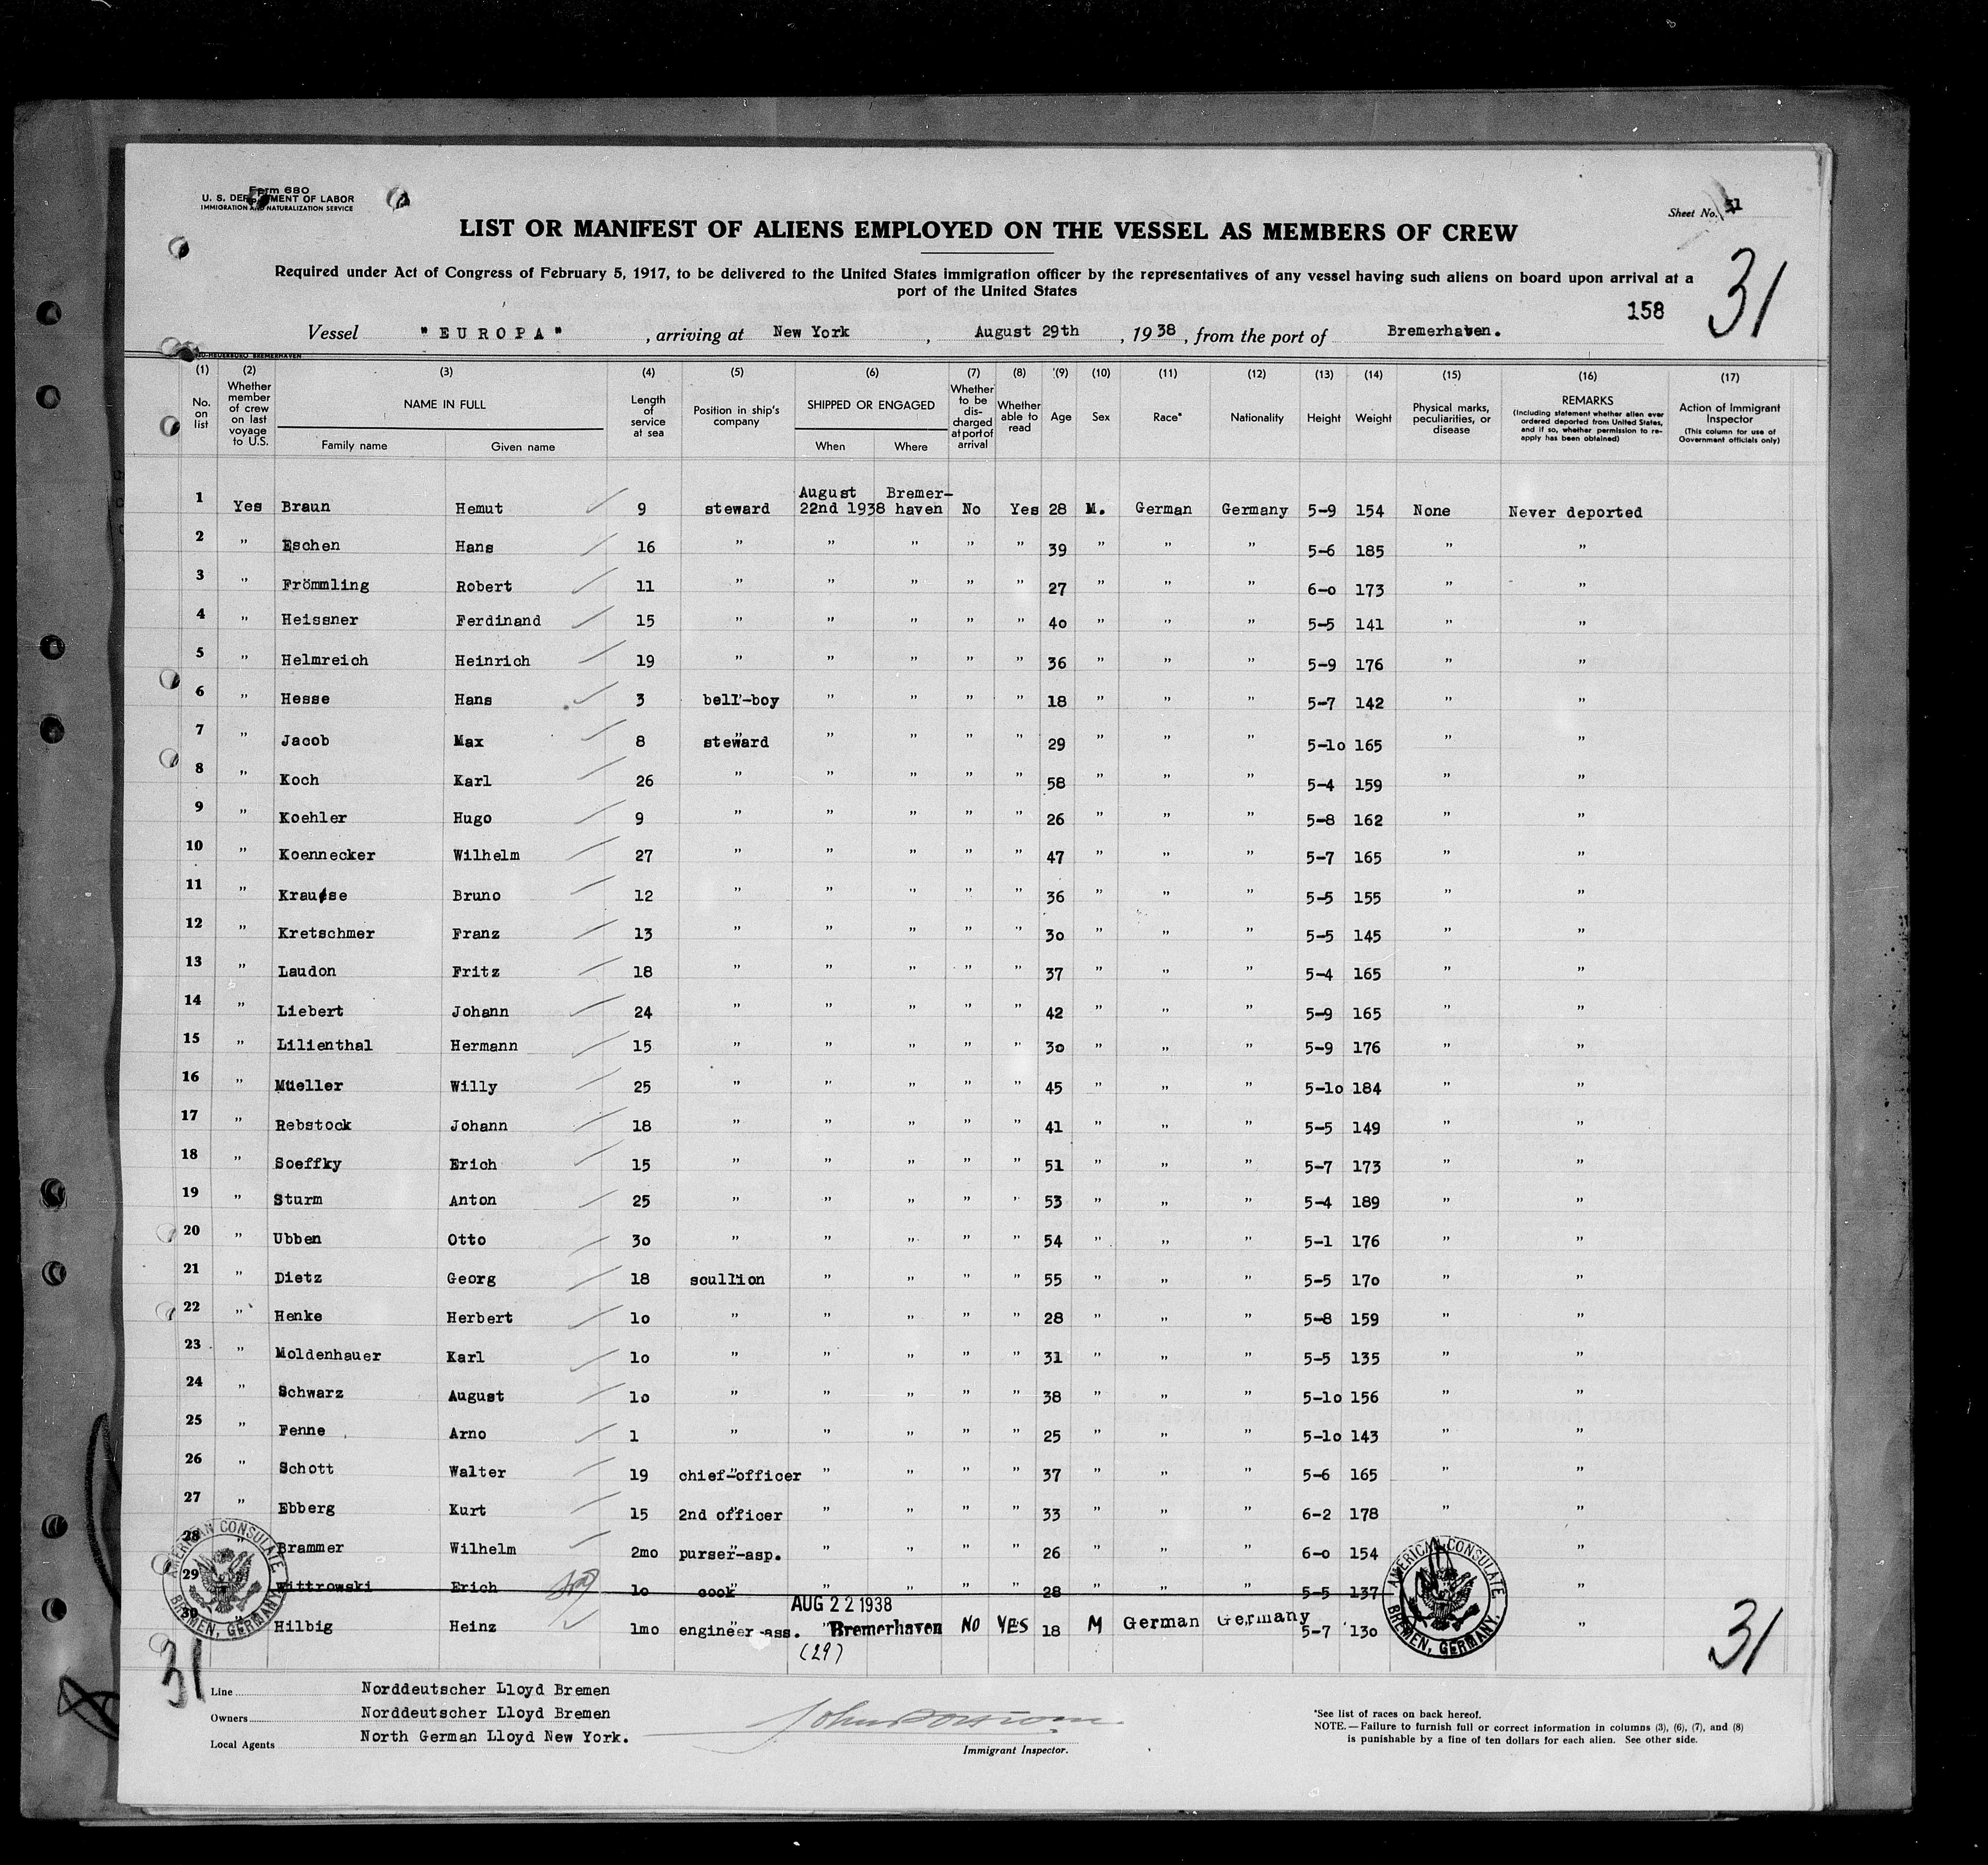 Form 680
U. S. DEPARTMENT OF LABOR
IMMIGRATION AND NATURALIZATION SERVICE
Sheet No. 31
LIST OR MANIFEST OF ALIENS EMPLOYED ON THE VESSEL AS MEMBERS OF CREW
Required under Act of Congress of February 5, 1917, to be delivered to the United States immigration officer by the representatives of any vessel having such aliens on board upon arrival at a
port of the United States
31
158
Vessel "EUROPA" , arriving at New York , August 29th , 1938 , from the port of Bremerhaven.
(1) (2) (3) (4) (5) (6) (7) (8) (9) (10) (11) (12) (13) (14) (15) (16) (17)
No. on list
Whether member of crew on last voyage to U.S.
NAME IN FULL
Family name Given name
Length of service at sea
Position in ship's company
SHIPPED OR ENGAGED
When Where
Whether to be discharged at port of arrival
Whether able to read
Age
Sex
Race*
Nationality
Height
Weight
Physical marks, peculiarities, or disease
REMARKS
(Including statement whether alien ever ordered deported from United States, and if so, whether permission to re-apply has been obtained)
Action of Immigrant Inspector
(This column for use of Government officials only)
1 Yes Braun Hemut 9 steward August 22nd 1938 Bremer-haven No Yes 28 M. German Germany 5-9 154 None Never deported
2 " Eschen Hans 16 " " " " " 39 " " " 5-6 185 " "
3 " Frömmling Robert 11 " " " " " 27 " " " 6-0 173 " "
4 " Heissner Ferdinand 15 " " " " " 40 " " " 5-5 141 " "
5 " Helmreich Heinrich 19 " " " " " 36 " " " 5-9 176 " "
6 " Hesse Hans 3 bell-boy " " " " 18 " " " 5-7 142 " "
7 " Jacob Max 8 steward " " " " 29 " " " 5-10 165 " "
8 " Koch Karl 26 " " " " " 58 " " " 5-4 159 " "
9 " Koehler Hugo 9 " " " " " 26 " " " 5-8 162 " "
10 " Koennecker Wilhelm 27 " " " " " 47 " " " 5-7 165 " "
11 " Krause Bruno 12 " " " " " 36 " " " 5-5 155 " "
12 " Kretschmer Franz 13 " " " " " 30 " " " 5-5 145 " "
13 " Laudon Fritz 18 " " " " " 37 " " " 5-4 165 " "
14 " Liebert Johann 24 " " " " " 42 " " " 5-9 165 " "
15 " Lilienthal Hermann 15 " " " " " 30 " " " 5-9 176 " "
16 " Müeller Willy 25 " " " " " 45 " " " 5-10 184 " "
17 " Rebstock Johann 18 " " " " " 41 " " " 5-5 149 " "
18 " Soeffky Erich 15 " " " " " 51 " " " 5-7 173 " "
19 " Sturm Anton 25 " " " " " 53 " " " 5-4 189 " "
20 " Ubben Otto 30 " " " " " 54 " " " 5-1 176 " "
21 " Dietz Georg 18 scullion " " " " 55 " " " 5-5 170 " "
22 " Henke Herbert 10 " " " " " 28 " " " 5-8 159 " "
23 " Moldenhauer Karl 10 " " " " " 31 " " " 5-5 135 " "
24 " Schwarz August 10 " " " " " 38 " " " 5-10 156 " "
25 " Fenne Arno 1 " " " " " 25 " " " 5-10 143 " "
26 " Schott Walter 19 chief-officer " " " " 37 " " " 5-6 165 " "
27 " Ebberg Kurt 15 2nd officer " " " " 33 " " " 6-2 178 " "
28 " Brammer Wilhelm 2mo purser-asp. " " " " 26 " " " 6-0 154 "
29 Wittrowski Erich 10 cook " " " " 28 " " " 5-5 137 "
30 " Hilbig Heinz 1mo engineer-ass. AUG 22 1938 Bremerhaven NO YES 18 M German Germany 5-7 130 "
(29)
AMERICAN CONSULATE
BREMEN, GERMANY.
AMERICAN CONSULATE
BREMEN, GERMANY.
31
31
Line Norddeutscher Lloyd Bremen
Owners Norddeutscher Lloyd Bremen
Local Agents North German Lloyd New York.
Immigrant Inspector.
*See list of races on back hereof.
NOTE.—Failure to furnish full or correct information in columns (3), (6), (7), and (8)
is punishable by a fine of ten dollars for each alien. See other side.